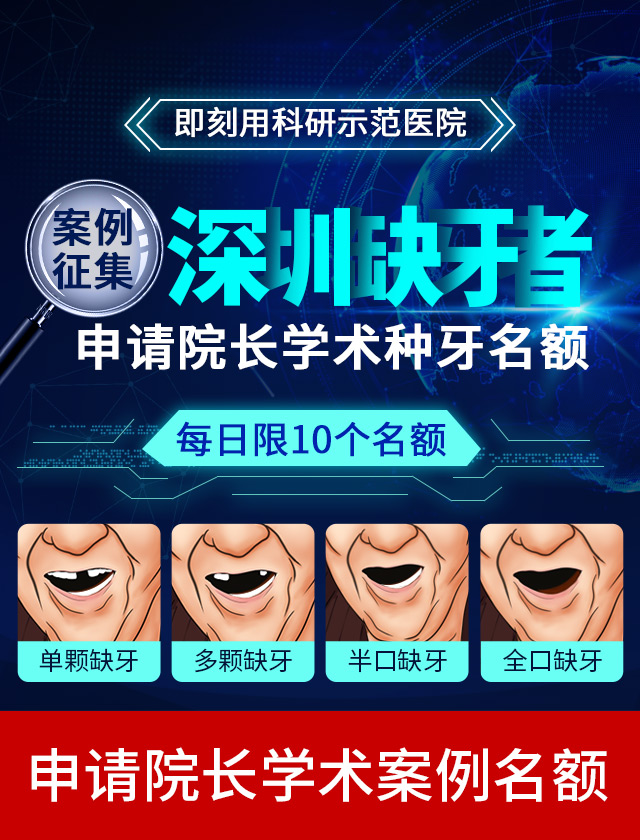 即刻用科研示范医院
案例
征集
深圳缺牙者
申请院长学术种牙名额
每日限10个名额
单颗缺牙
多颗缺牙
半口缺牙
全口缺牙
申请院长学术案例名额